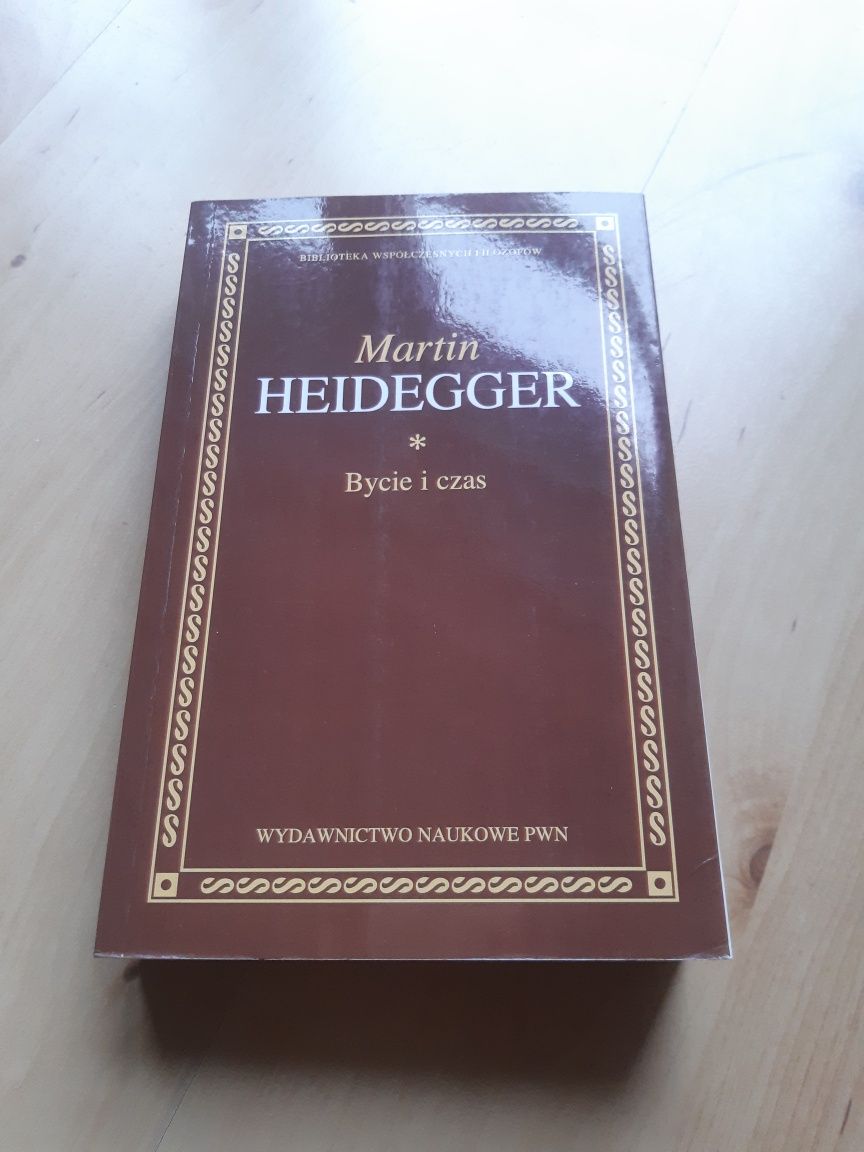 BIBLIOTEKA WSPÓŁCZESNYCH FILOZOFÓW
Martin
HEIDEGGER
*
Bycie i czas
WYDAWNICTWO NAUKOWE PWN